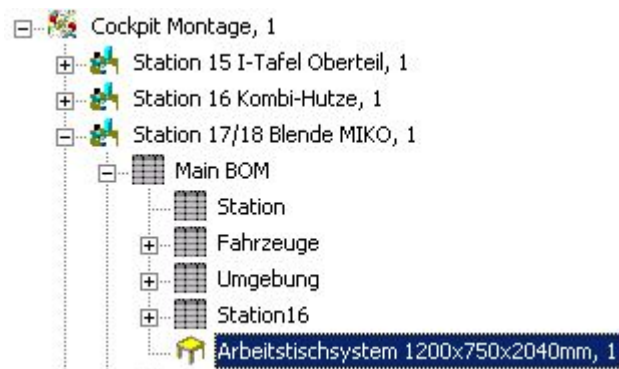 Cockpit Montage, 1
Station 15 I-Tafel Oberteil, 1
Station 16 Kombi-Hutze, 1
Station 17/18 Blende MIKO, 1
Main BOM
Station
Fahrzeuge
Umgebung
Station16
Arbeitstischsystem 1200x750x2040mm, 1